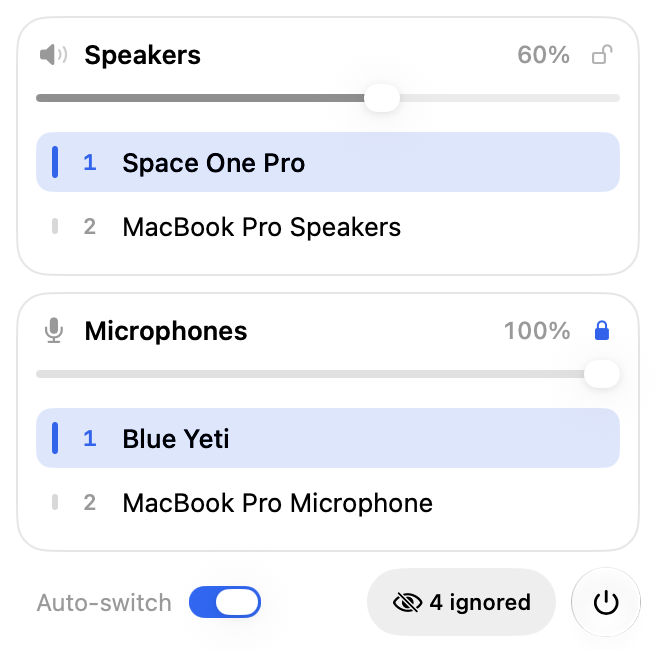 Speakers 60%
1 Space One Pro
2 MacBook Pro Speakers
Microphones 100%
1 Blue Yeti
2 MacBook Pro Microphone
Auto-switch 4 ignored